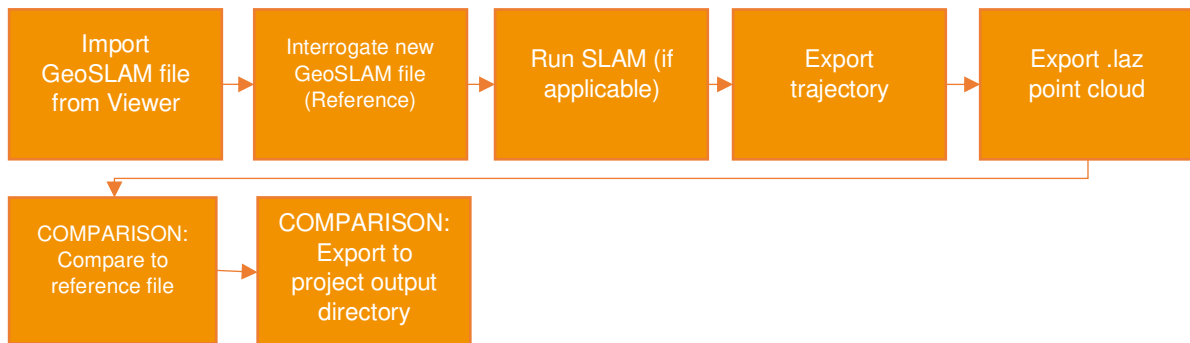 Import
GeoSLAM file
from Viewer
Interrogate new
GeoSLAM file
(Reference)
Run SLAM (if
applicable)
Export
trajectory
Export .laz
point cloud
COMPARISON:
Compare to
reference file
COMPARISON:
Export to
project output
directory